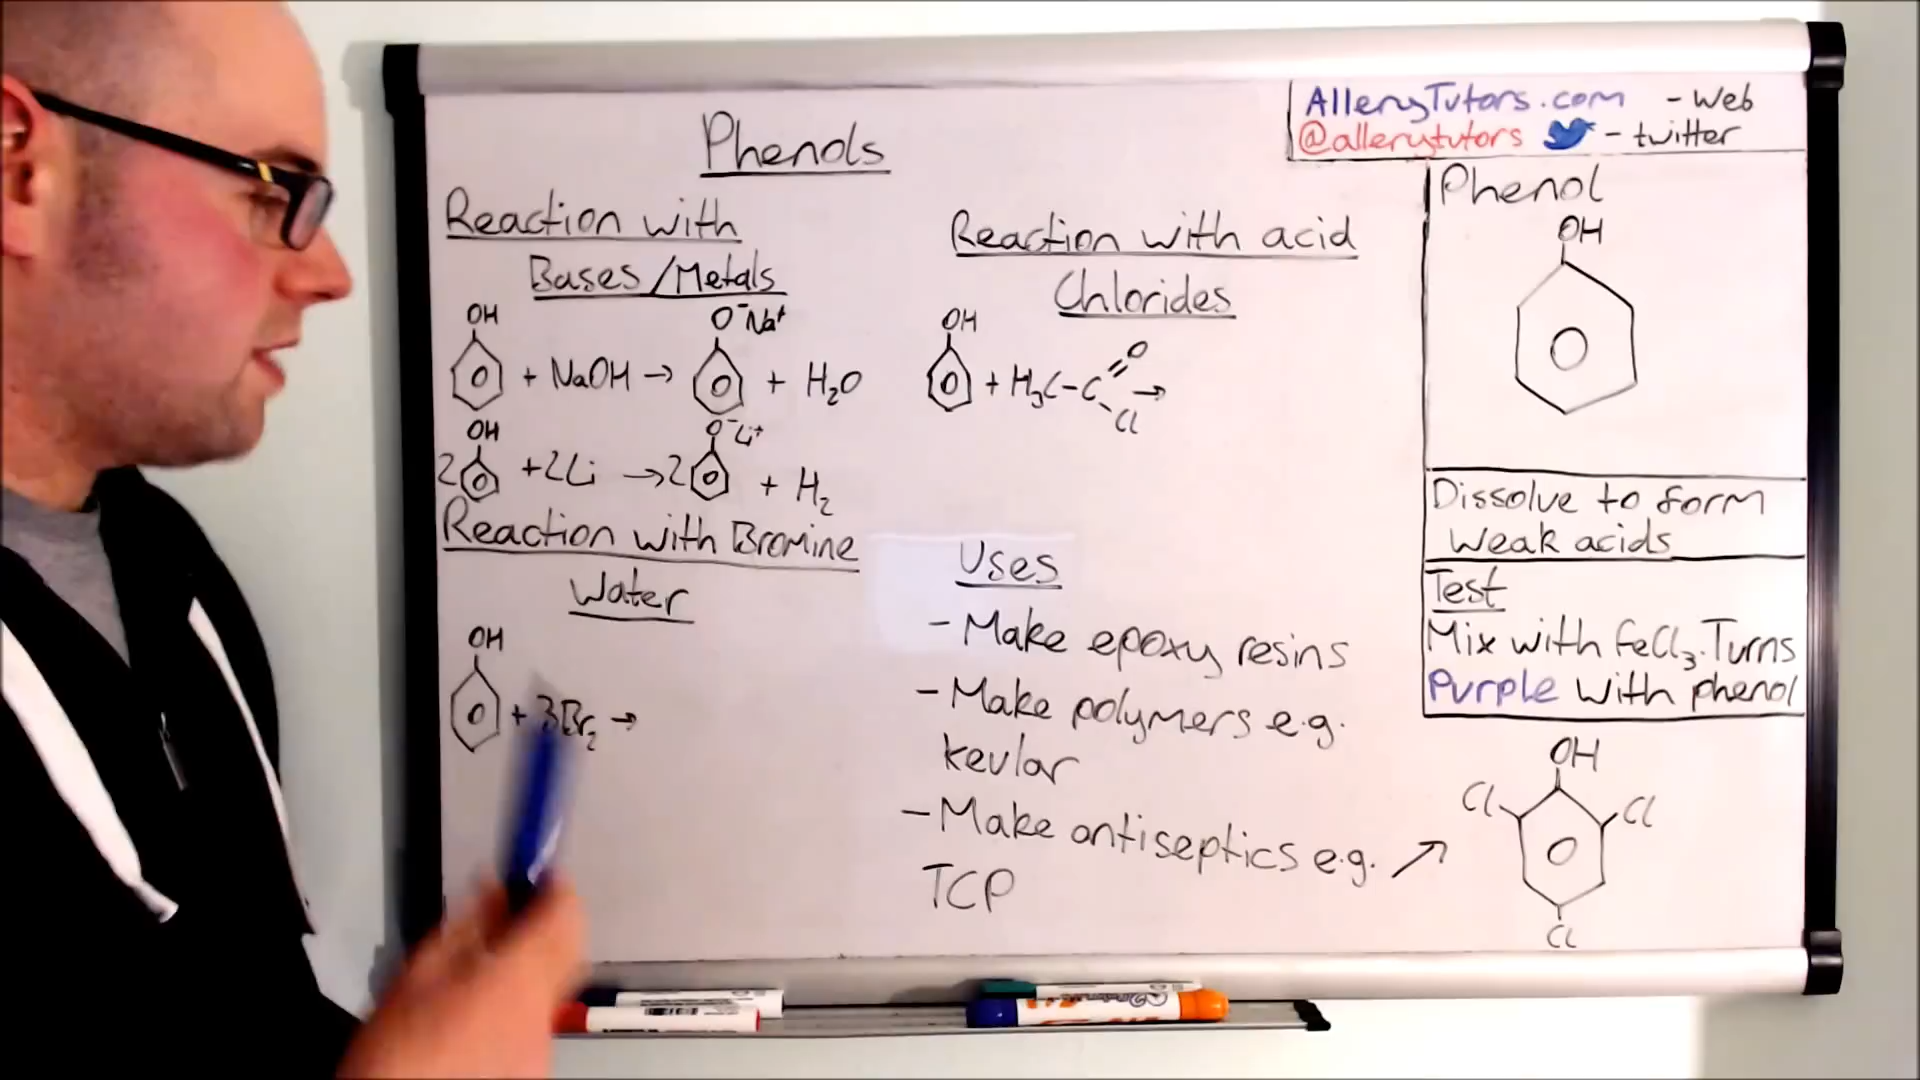 AlleryTutors.com - Web
@allerytutors - twitter
Phenols
Reaction with
Bases/Metals
OH O⁻Na⁺
+ NaOH → + H₂O
OH O⁻Li⁺
2 +2Li → 2 + H₂
Reaction with Bromine
Water
OH
+ 3Br₂ →
Reaction with acid
Chlorides
OH O
+ H₃C-C →
Cl
Uses
- Make epoxy resins
- Make polymers e.g.
kevlar
- Make antiseptics e.g. ↗
TCP
Phenol
OH
Dissolve to form
weak acids
Test
Mix with FeCl₃. Turns
Purple with phenol
OH
Cl Cl
Cl